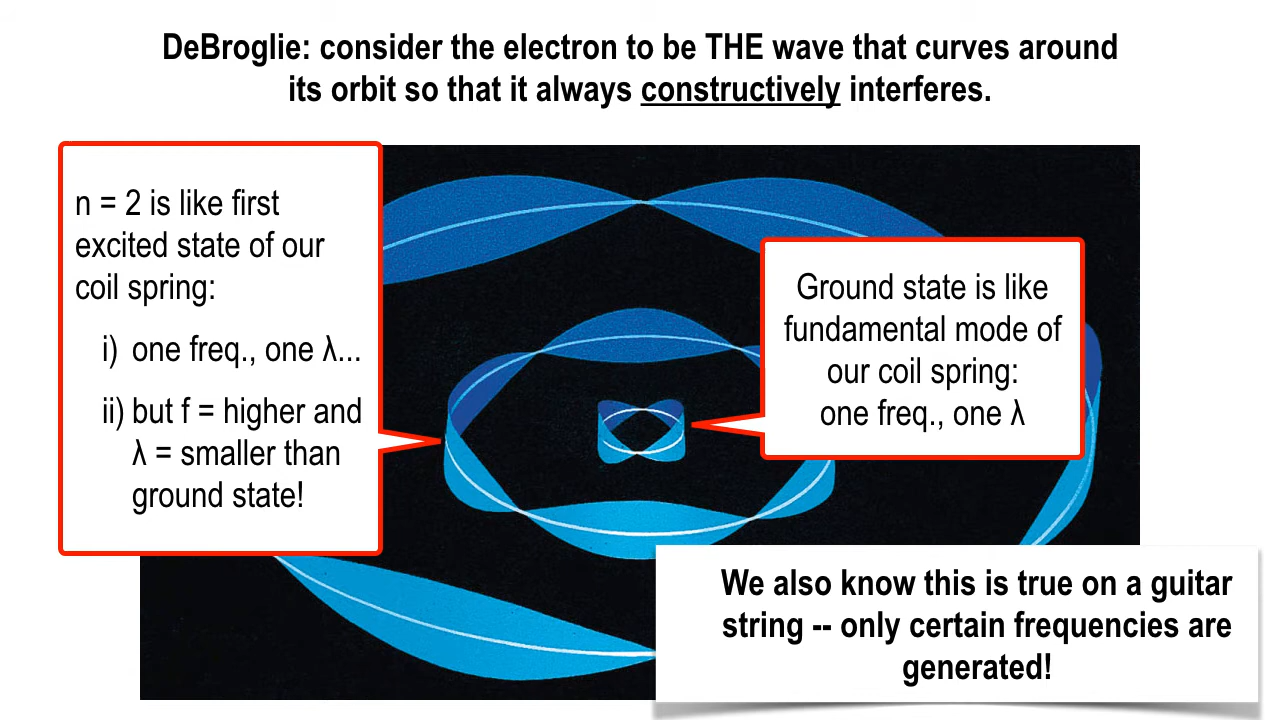 DeBroglie: consider the electron to be THE wave that curves around
its orbit so that it always constructively interferes.
n = 2 is like first
excited state of our
coil spring:
i) one freq., one λ...
ii) but f = higher and
λ = smaller than
ground state!
Ground state is like
fundamental mode of
our coil spring:
one freq., one λ
We also know this is true on a guitar
string -- only certain frequencies are
generated!